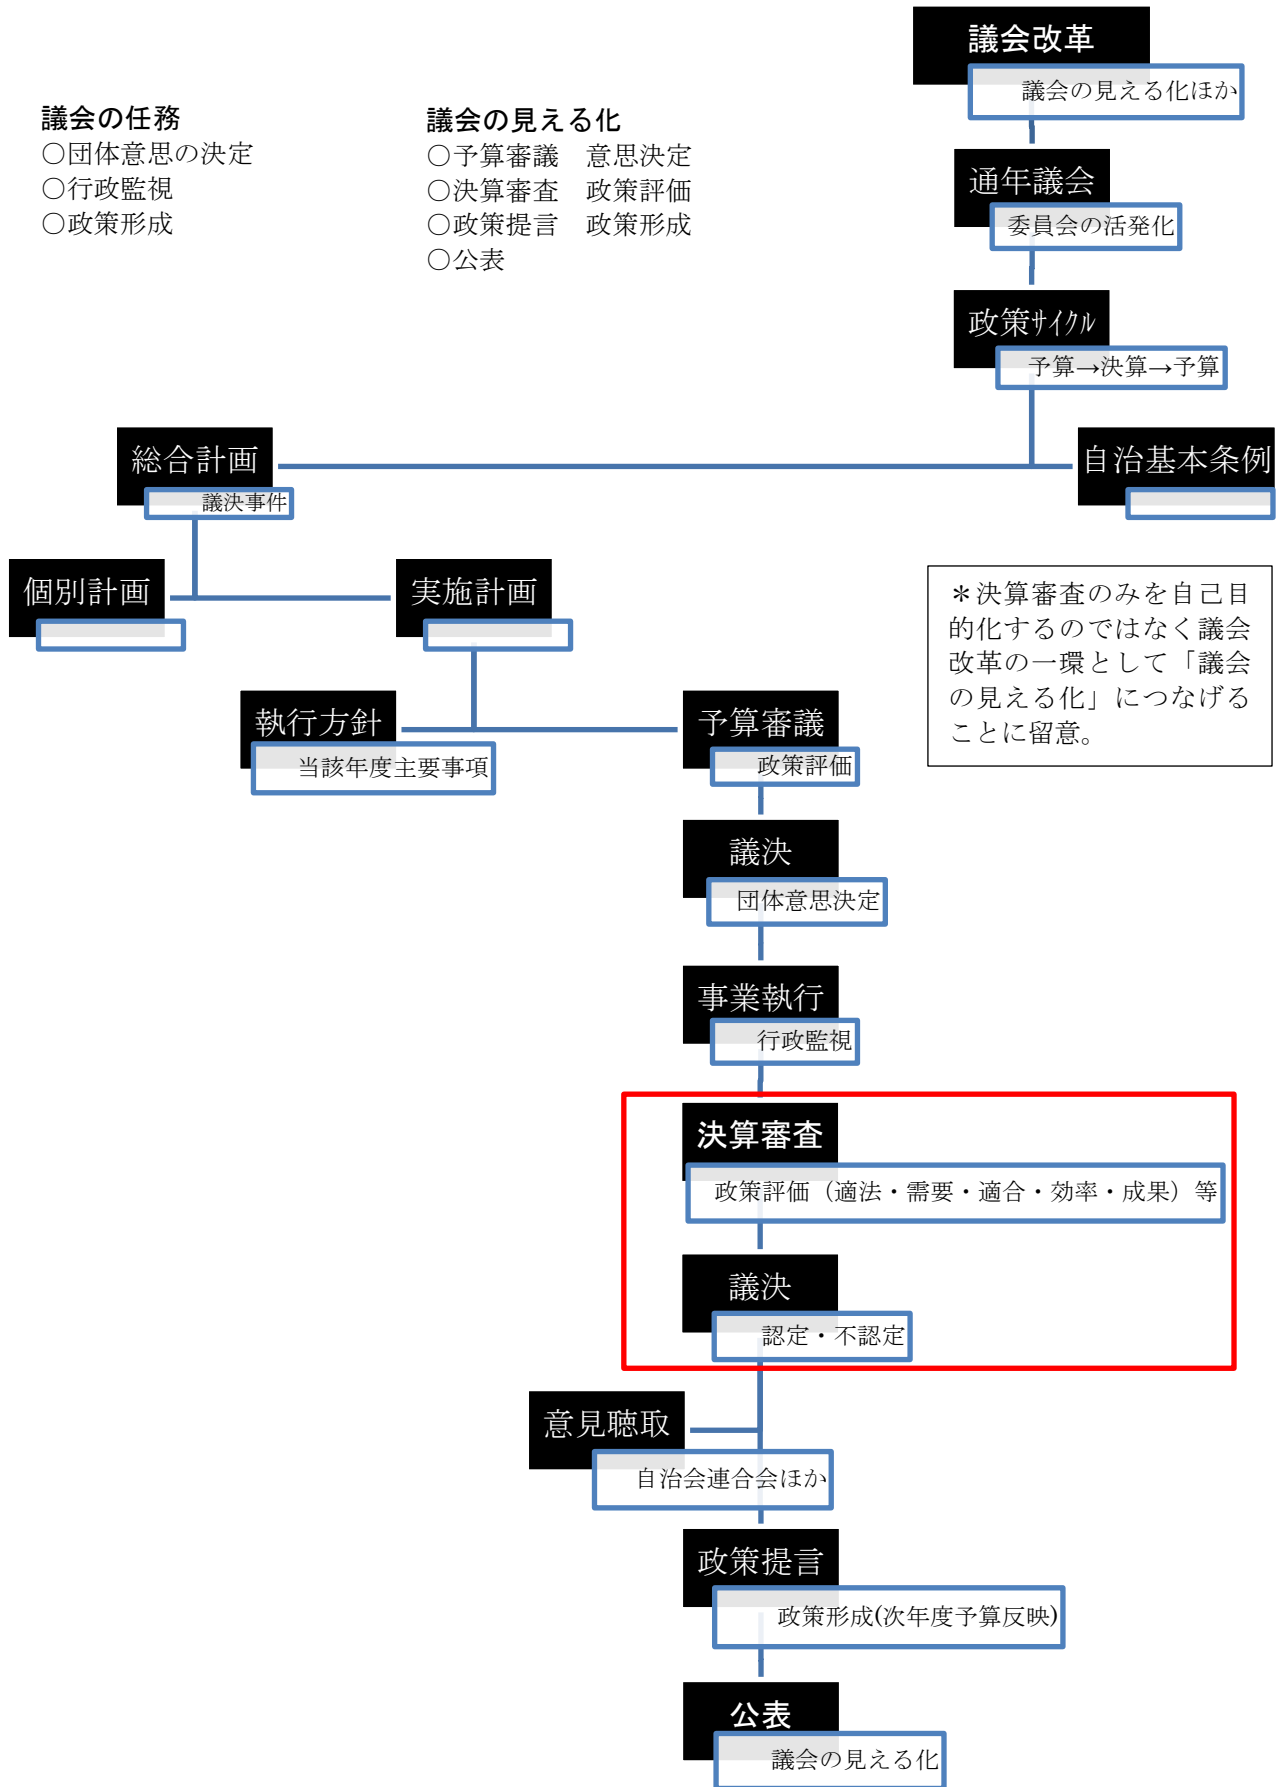 議会改革
議会の見える化ほか
議会の任務
○団体意思の決定
○行政監視
○政策形成
議会の見える化
○予算審議　意思決定
○決算審査　政策評価
○政策提言　政策形成
○公表
通年議会
委員会の活発化
政策ｻｲｸﾙ
予算→決算→予算
総合計画
議決事件
自治基本条例
個別計画
実施計画
＊決算審査のみを自己目
的化するのではなく議会
改革の一環として「議会
の見える化」につなげる
ことに留意。
執行方針
当該年度主要事項
予算審議
政策評価
議決
団体意思決定
事業執行
行政監視
決算審査
政策評価（適法・需要・適合・効率・成果）等
議決
認定・不認定
意見聴取
自治会連合会ほか
政策提言
政策形成(次年度予算反映)
公表
議会の見える化